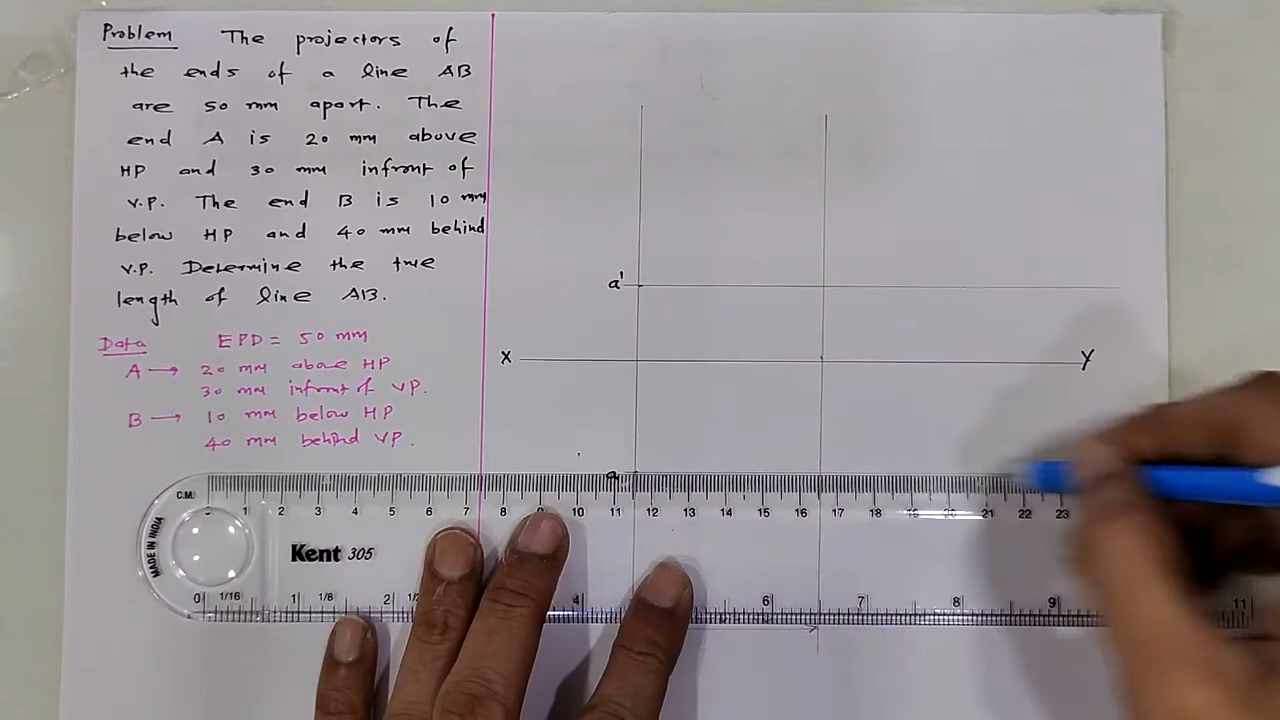 Problem The projectors of
the ends of a line AB
are 50 mm apart. The
end A is 20 mm above
HP and 30 mm infront of
V.P. The end B is 10 mm
below HP and 40 mm behind
V.P. Determine the true
length of line AB.
Data EPD = 50 mm
A → 20 mm above HP
30 mm infront of VP.
B → 10 mm below HP
40 mm behind VP.
a'
X Y
a
C.M. 0 1 2 3 4 5 6 7 8 9 10 11 12 13 14 15 16 17 18 19 20 21 22 23
MADE IN INDIA
Kent 305
0 1/16 1 1/8 2 1/2 4 6 7 8 9 11